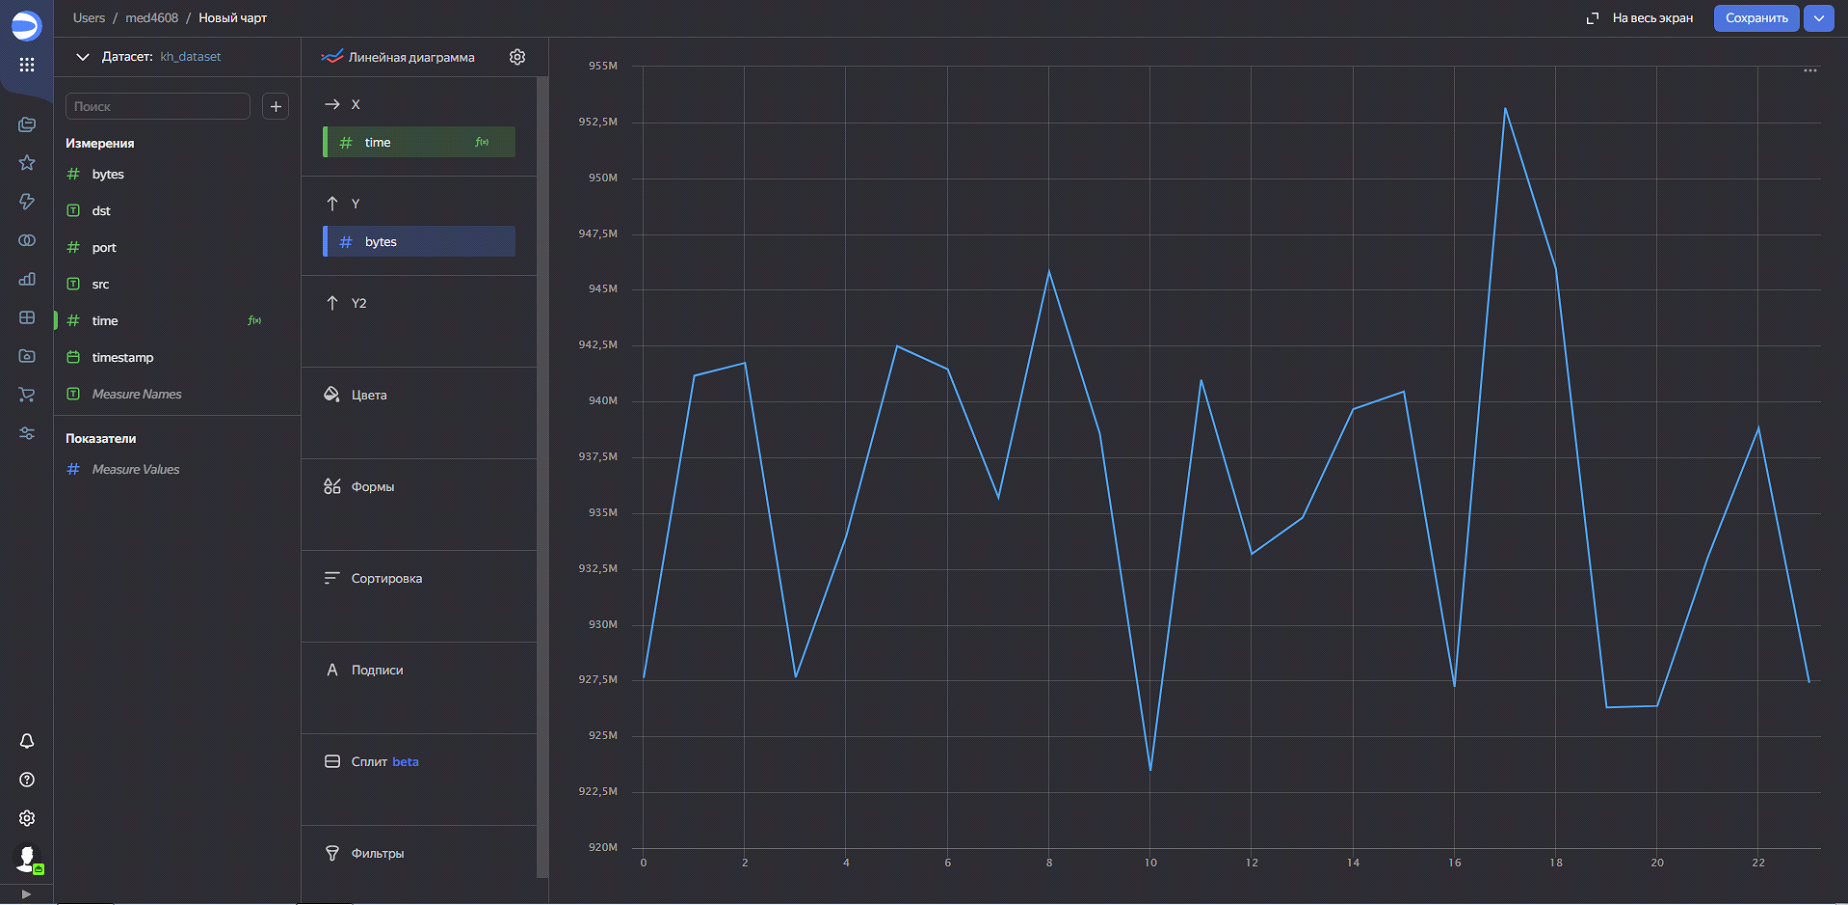 Users / med4608 / Новый чарт
На весь экран
Сохранить
Датасет: kh_dataset
Линейная диаграмма
Поиск
+
Измерения
bytes
T dst
port
T src
time f(x)
timestamp
T Measure Names
Показатели
Measure Values
X
time f(x)
Y
bytes
Y2
Цвета
Формы
Сортировка
A Подписи
Сплит beta
Фильтры
955M
952,5M
950M
947,5M
945M
942,5M
940M
937,5M
935M
932,5M
930M
927,5M
925M
922,5M
920M
0 2 4 6 8 10 12 14 16 18 20 22